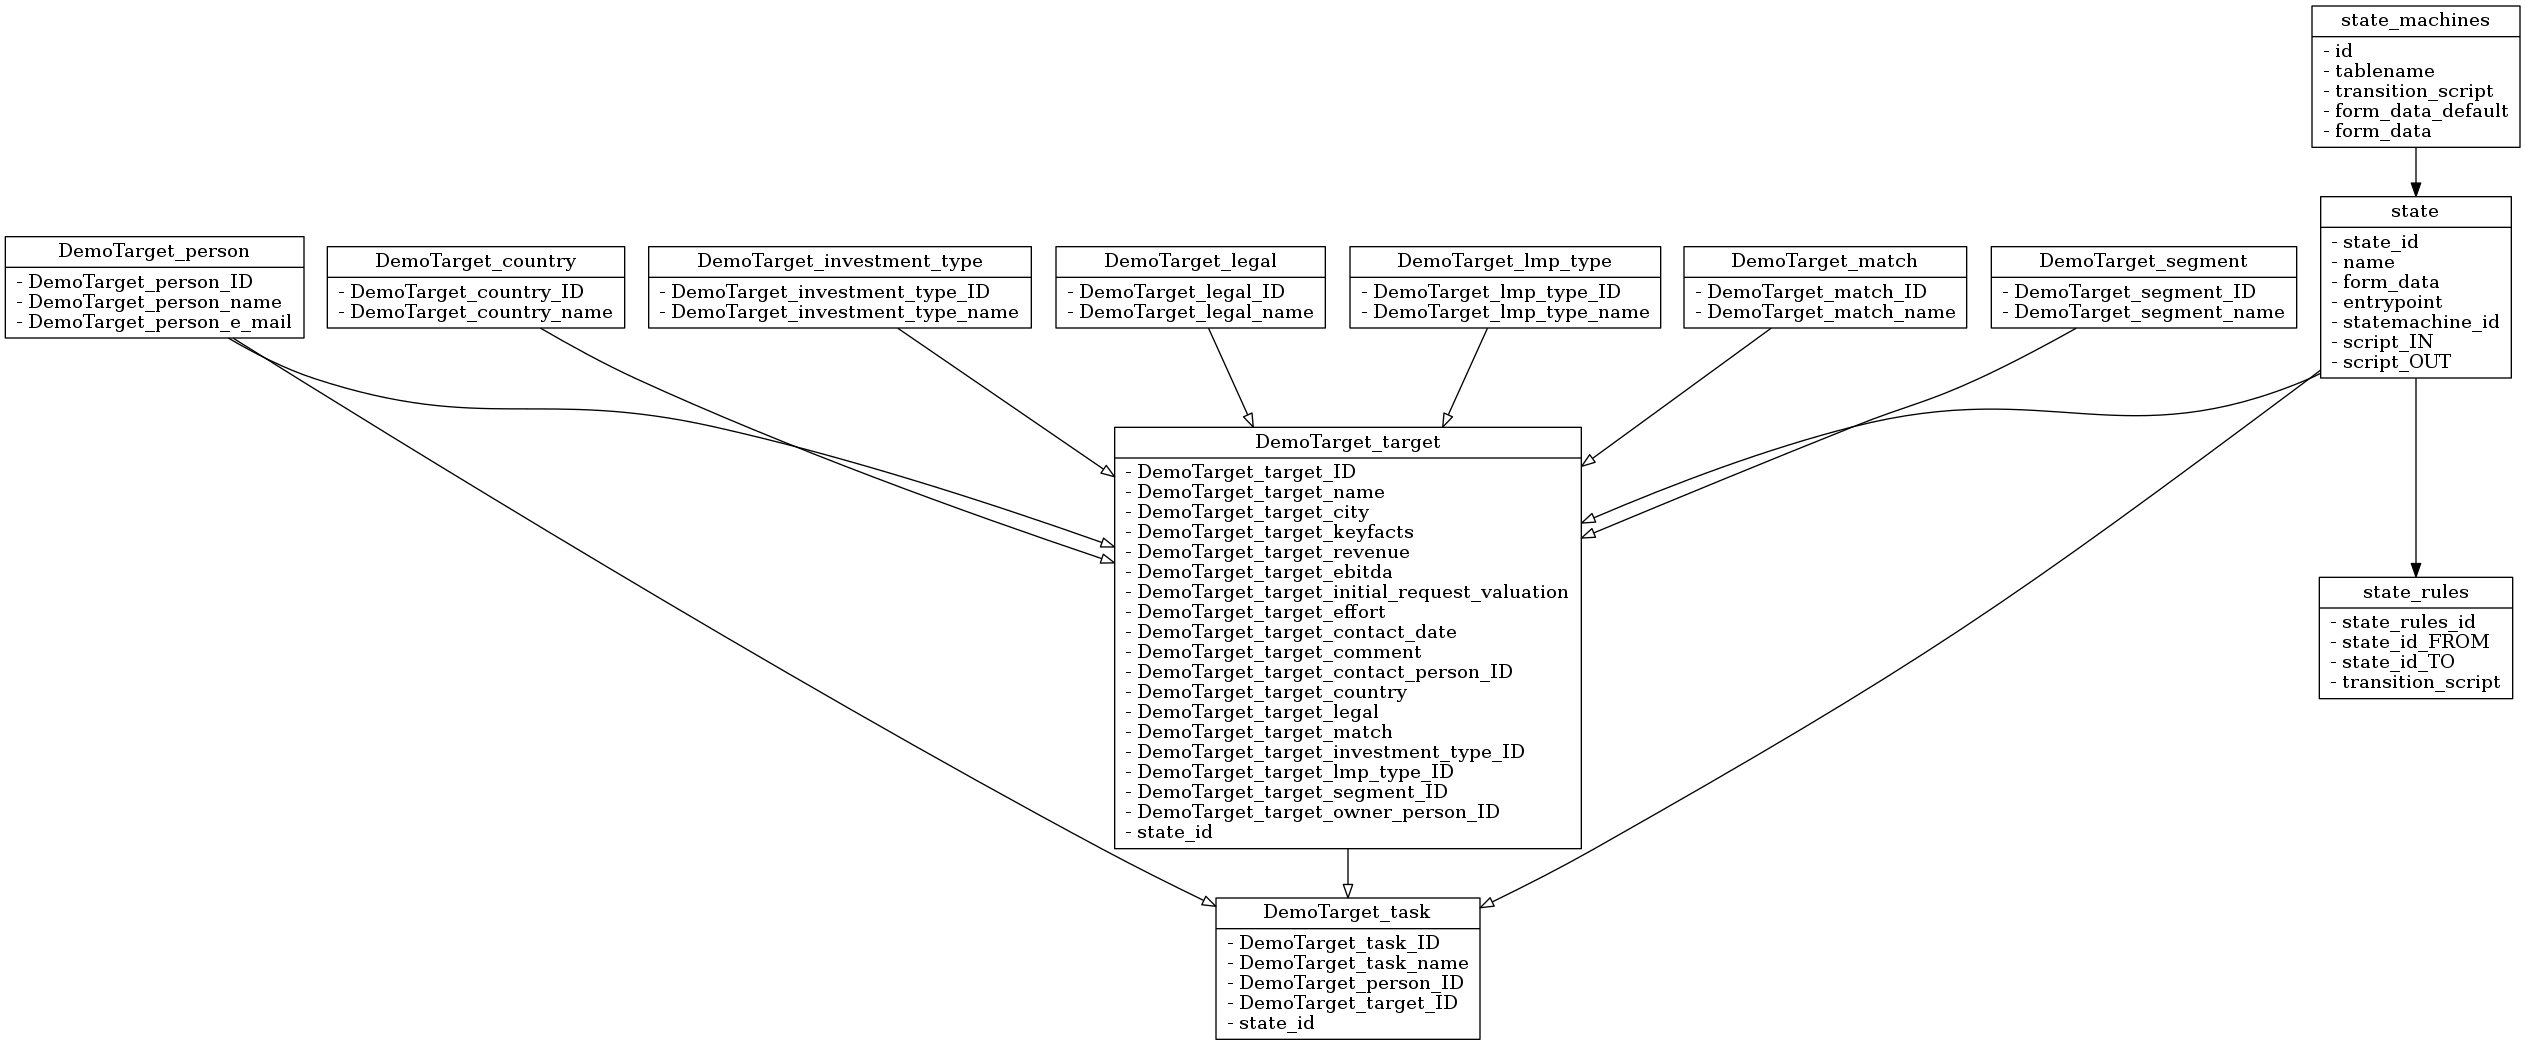 state_machines
- id
- tablename
- transition_script
- form_data_default
- form_data
state
- state_id
- name
- form_data
- entrypoint
- statemachine_id
- script_IN
- script_OUT
DemoTarget_person
- DemoTarget_person_ID
- DemoTarget_person_name
- DemoTarget_person_e_mail
DemoTarget_country
- DemoTarget_country_ID
- DemoTarget_country_name
DemoTarget_investment_type
- DemoTarget_investment_type_ID
- DemoTarget_investment_type_name
DemoTarget_legal
- DemoTarget_legal_ID
- DemoTarget_legal_name
DemoTarget_lmp_type
- DemoTarget_lmp_type_ID
- DemoTarget_lmp_type_name
DemoTarget_match
- DemoTarget_match_ID
- DemoTarget_match_name
DemoTarget_segment
- DemoTarget_segment_ID
- DemoTarget_segment_name
DemoTarget_target
- DemoTarget_target_ID
- DemoTarget_target_name
- DemoTarget_target_city
- DemoTarget_target_keyfacts
- DemoTarget_target_revenue
- DemoTarget_target_ebitda
- DemoTarget_target_initial_request_valuation
- DemoTarget_target_effort
- DemoTarget_target_contact_date
- DemoTarget_target_comment
- DemoTarget_target_contact_person_ID
- DemoTarget_target_country
- DemoTarget_target_legal
- DemoTarget_target_match
- DemoTarget_target_investment_type_ID
- DemoTarget_target_lmp_type_ID
- DemoTarget_target_segment_ID
- DemoTarget_target_owner_person_ID
- state_id
state_rules
- state_rules_id
- state_id_FROM
- state_id_TO
- transition_script
DemoTarget_task
- DemoTarget_task_ID
- DemoTarget_task_name
- DemoTarget_person_ID
- DemoTarget_target_ID
- state_id